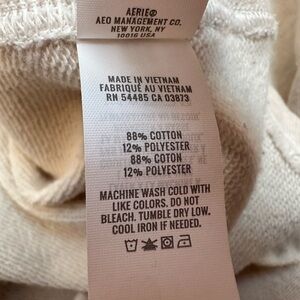 AERIE®
AEO MANAGEMENT CO.
NEW YORK, NY
10016 USA
MADE IN VIETNAM
FABRIQUÉ AU VIETNAM
RN 54485 CA 03873
88% COTTON
12% POLYESTER
88% COTON
12% POLYESTER
MACHINE WASH COLD WITH
LIKE COLORS. DO NOT
BLEACH. TUMBLE DRY LOW.
COOL IRON IF NEEDED.